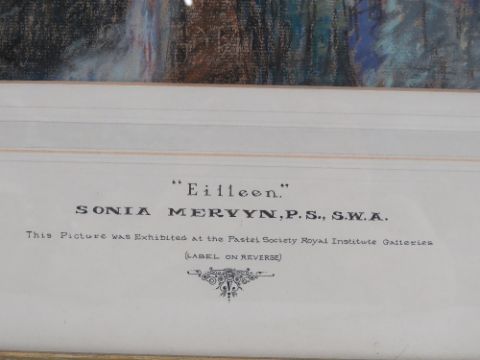 "Eilleen."
SONIA MERVYN, P.S., S.W.A.
This Picture was Exhibited at the Pastel Society Royal Institute Galleries
(LABEL ON REVERSE)